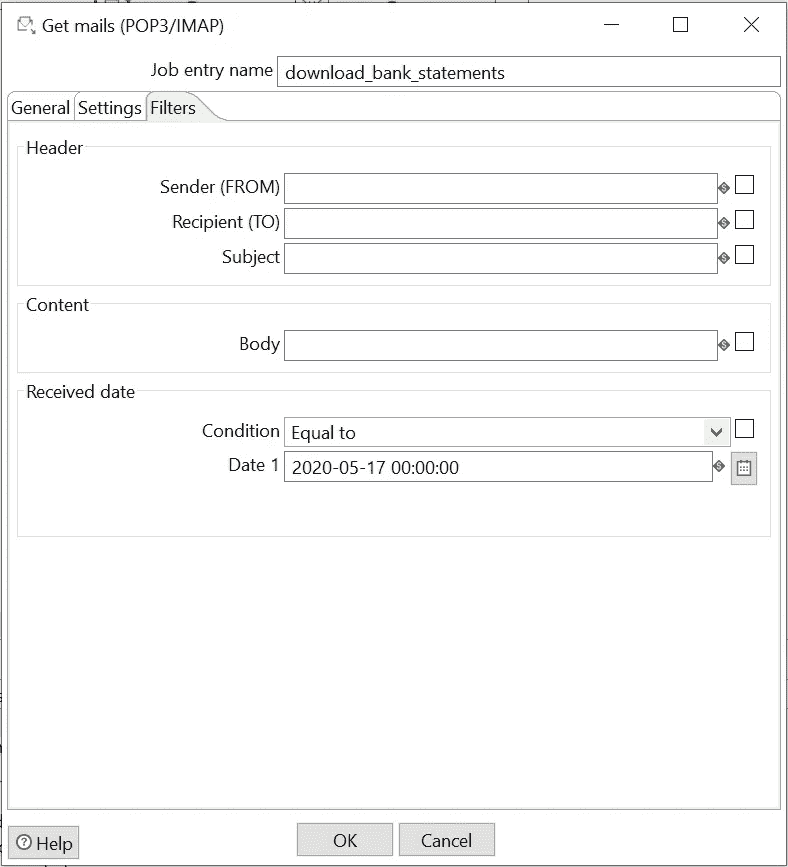 Get mails (POP3/IMAP)
Job entry name download_bank_statements
General Settings Filters
Header
Sender (FROM)
Recipient (TO)
Subject
Content
Body
Received date
Condition Equal to
Date 1 2020-05-17 00:00:00
Help OK Cancel